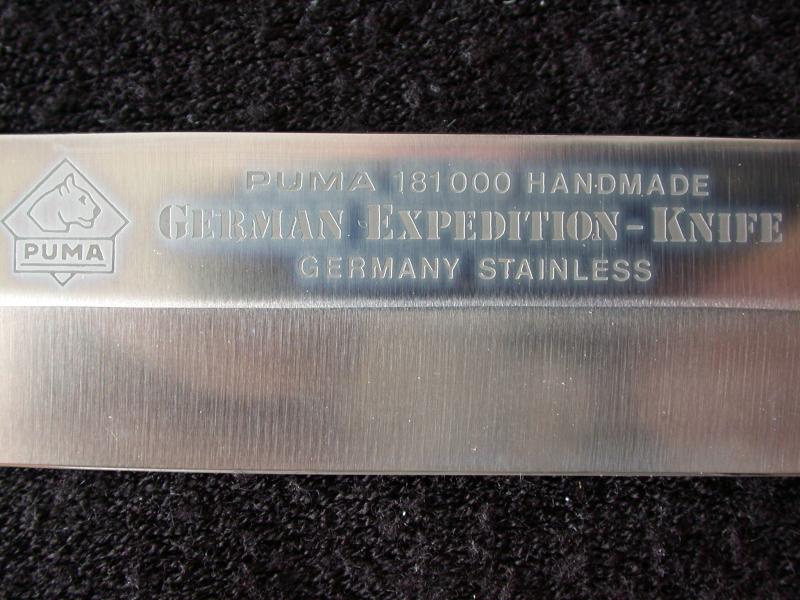 PUMA
PUMA 181000 HANDMADE
GERMAN EXPEDITION-KNIFE
GERMANY STAINLESS